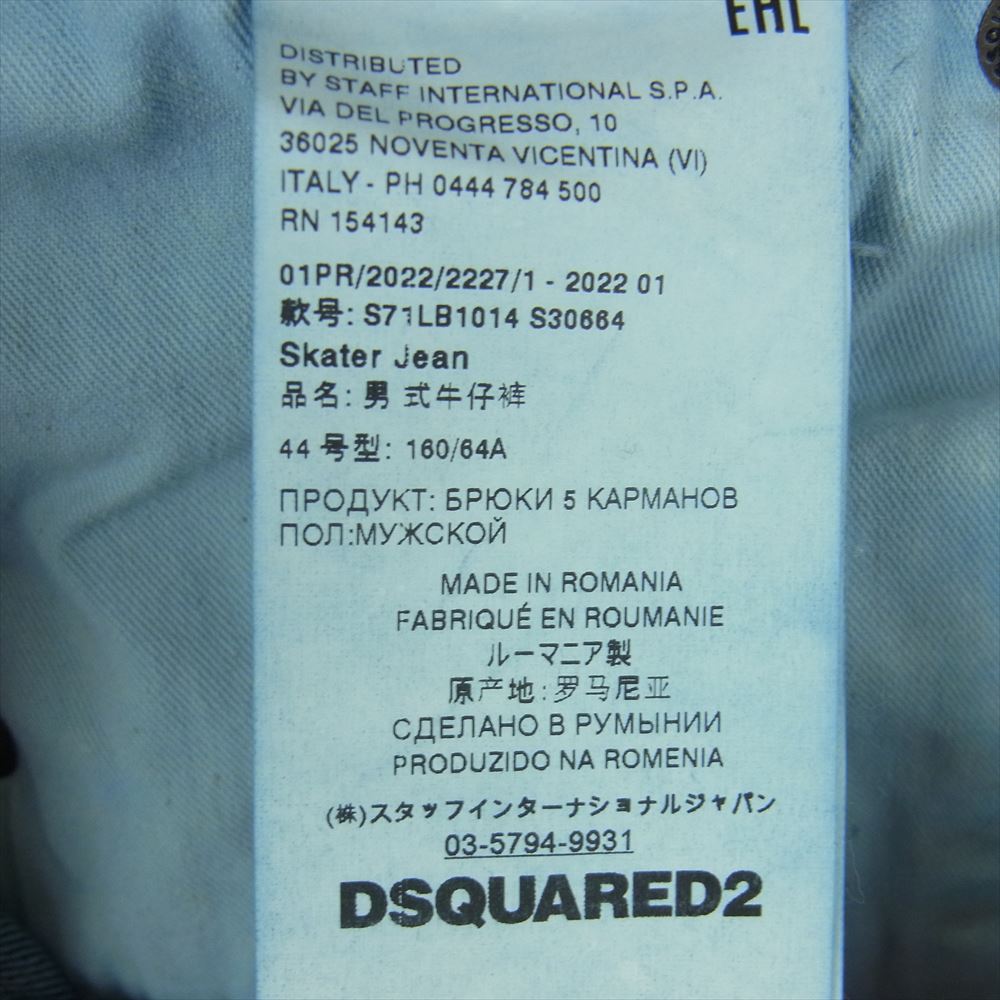 EAC
DISTRIBUTED
BY STAFF INTERNATIONAL S.P.A.
VIA DEL PROGRESSO, 10
36025 NOVENTA VICENTINA (VI)
ITALY - PH 0444 784 500
RN 154143
01PR/2022/2227/1 - 2022 01
款号: S71LB1014 S30664
Skater Jean
品名: 男 式牛仔裤
44 号型: 160/64A
ПРОДУКТ: БРЮКИ 5 КАРМАНОВ
ПОЛ:МУЖСКОЙ
MADE IN ROMANIA
FABRIQUÉ EN ROUMANIE
ルーマニア製
原产地:罗马尼亚
СДЕЛАНО В РУМЫНИИ
PRODUZIDO NA ROMENIA
(株)スタッフインターナショナルジャパン
03-5794-9931
DSQUARED2